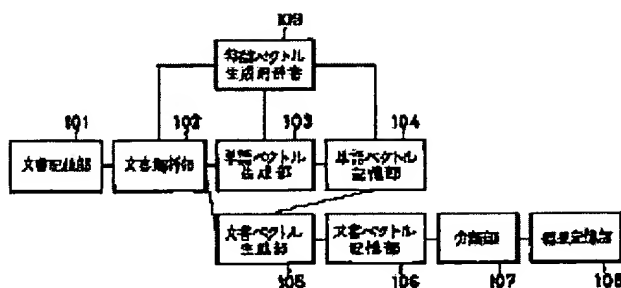 109
特徴ベクトル
生成用辞書
101
102
103
104
文書記憶部
文書解析部
単語ベクトル
生成部
単語ベクトル
記憶部
文書ベクトル
生成部
文書ベクトル
記憶部
分類部
結果記憶部
105
106
107
108